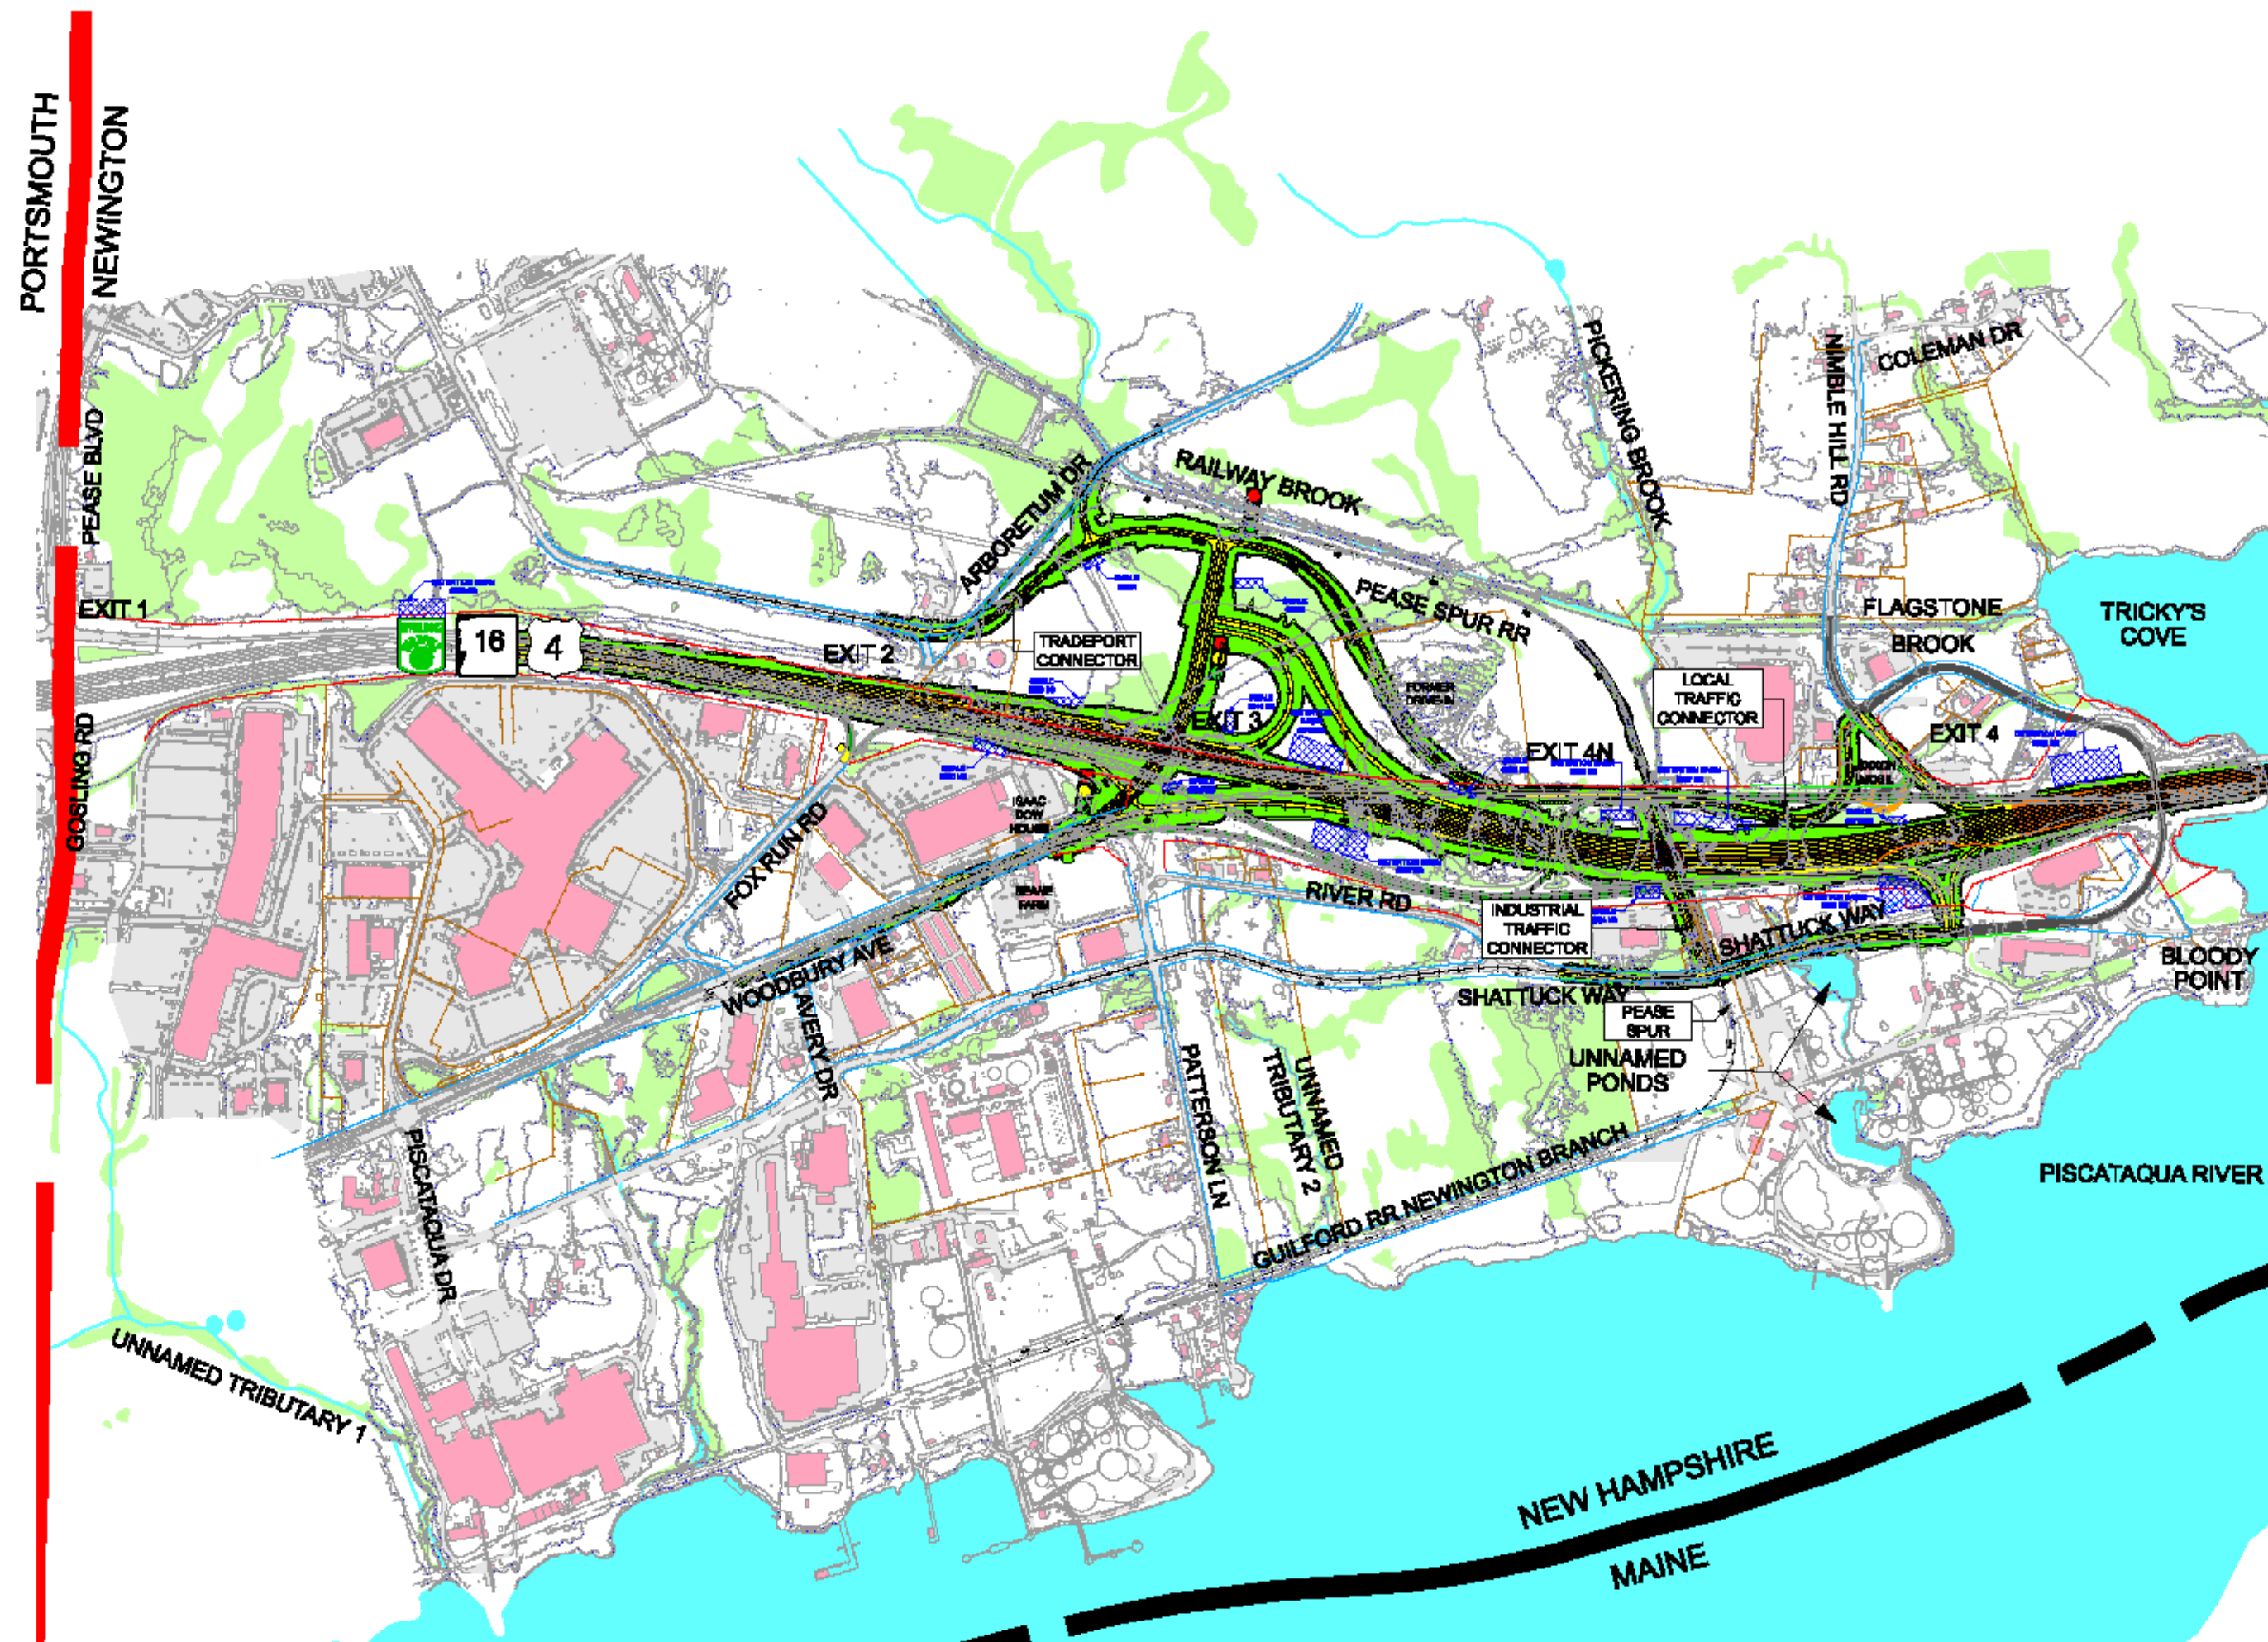 PORTSMOUTH
NEWINGTON
PEASE BLVD
GOSLING RD
EXIT 1
16
4
EXIT 2
ARBORETUM DR
RAILWAY BROOK
PICKERING BROOK
NIMBLE HILL RD
COLEMAN DR
TRADEPORT
CONNECTOR
PEASE SPUR RR
FLAGSTONE
BROOK
TRICKY'S
COVE
EXIT 3
FORMER
DRIVE-IN
LOCAL
TRAFFIC
CONNECTOR
EXIT 4N
EXIT 4
ISAAC
DOW
HOUSE
FOX RUN RD
BEANE
FARM
RIVER RD
INDUSTRIAL
TRAFFIC
CONNECTOR
SHATTUCK WAY
BLOODY
POINT
WOODBURY AVE
AVERY DR
SHATTUCK WAY
PEASE
SPUR
UNNAMED
PONDS
PATTERSON LN
UNNAMED
TRIBUTARY 2
GUILFORD RR NEWINGTON BRANCH
PISCATAQUA RIVER
PISCATAQUA DR
UNNAMED TRIBUTARY 1
NEW HAMPSHIRE
MAINE